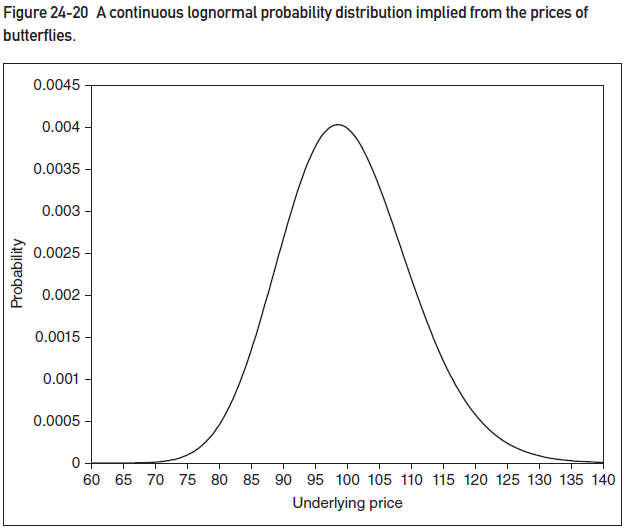 Figure 24-20 A continuous lognormal probability distribution implied from the prices of
butterflies.
0.0045
0.004
0.0035
0.003
0.0025
0.002
0.0015
0.001
0.0005
0
Probability
60 65 70 75 80 85 90 95 100 105 110 115 120 125 130 135 140
Underlying price